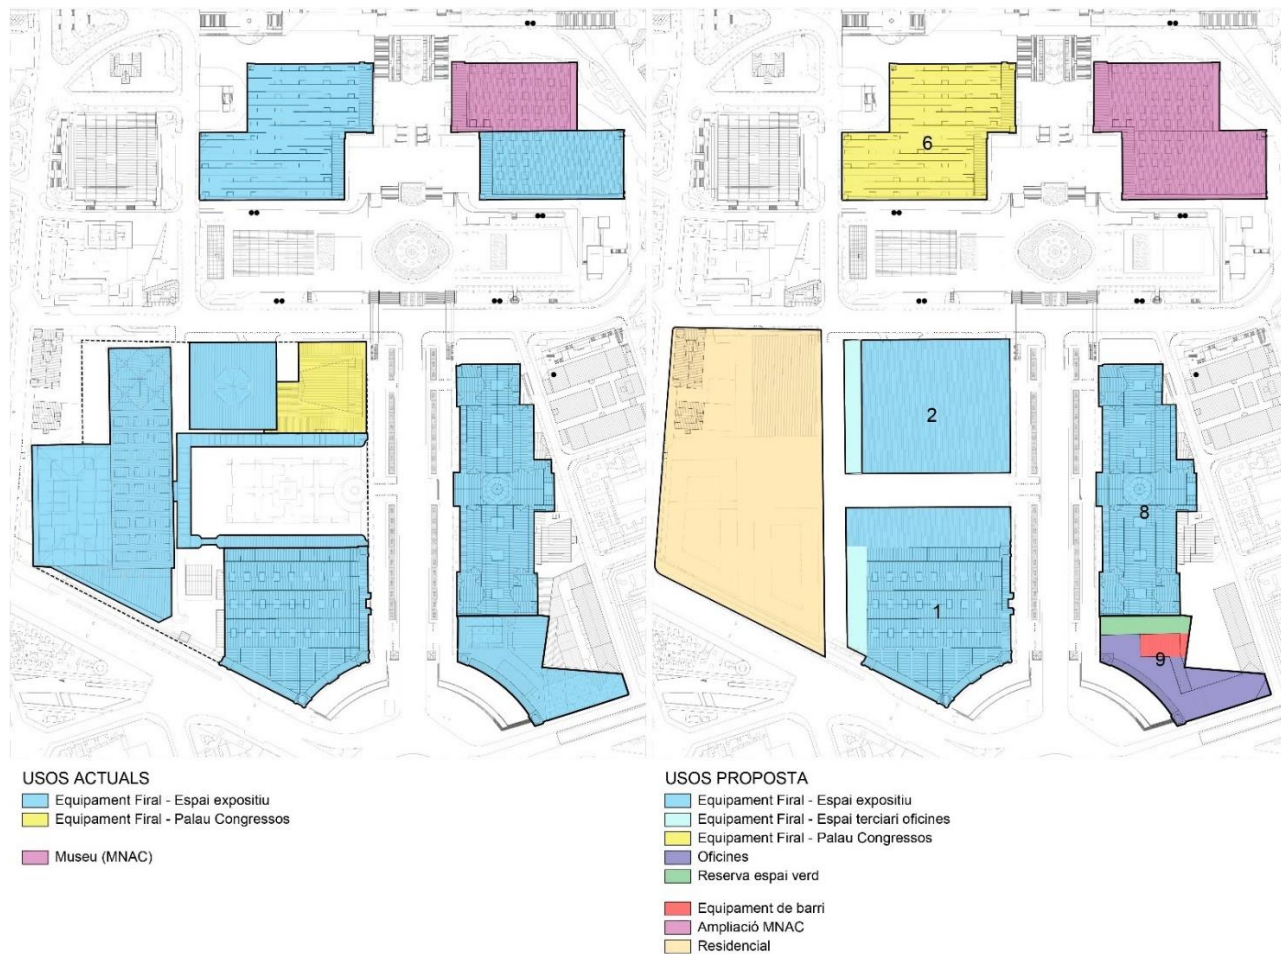 6
2
8
1
9
USOS ACTUALS
Equipament Firal - Espai expositiu
Equipament Firal - Palau Congressos
Museu (MNAC)
USOS PROPOSTA
Equipament Firal - Espai expositiu
Equipament Firal - Espai terciari oficines
Equipament Firal - Palau Congressos
Oficines
Reserva espai verd
Equipament de barri
Ampliació MNAC
Residencial